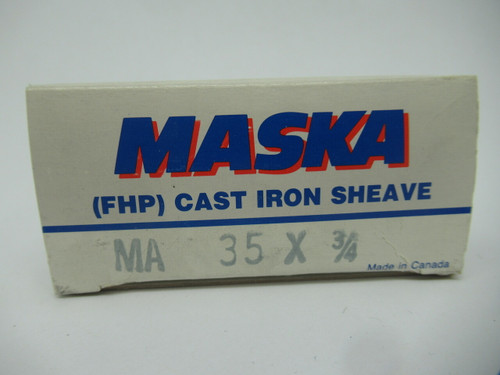 MASKA
(FHP) CAST IRON SHEAVE
MA 35 X 3/4
Made in Canada